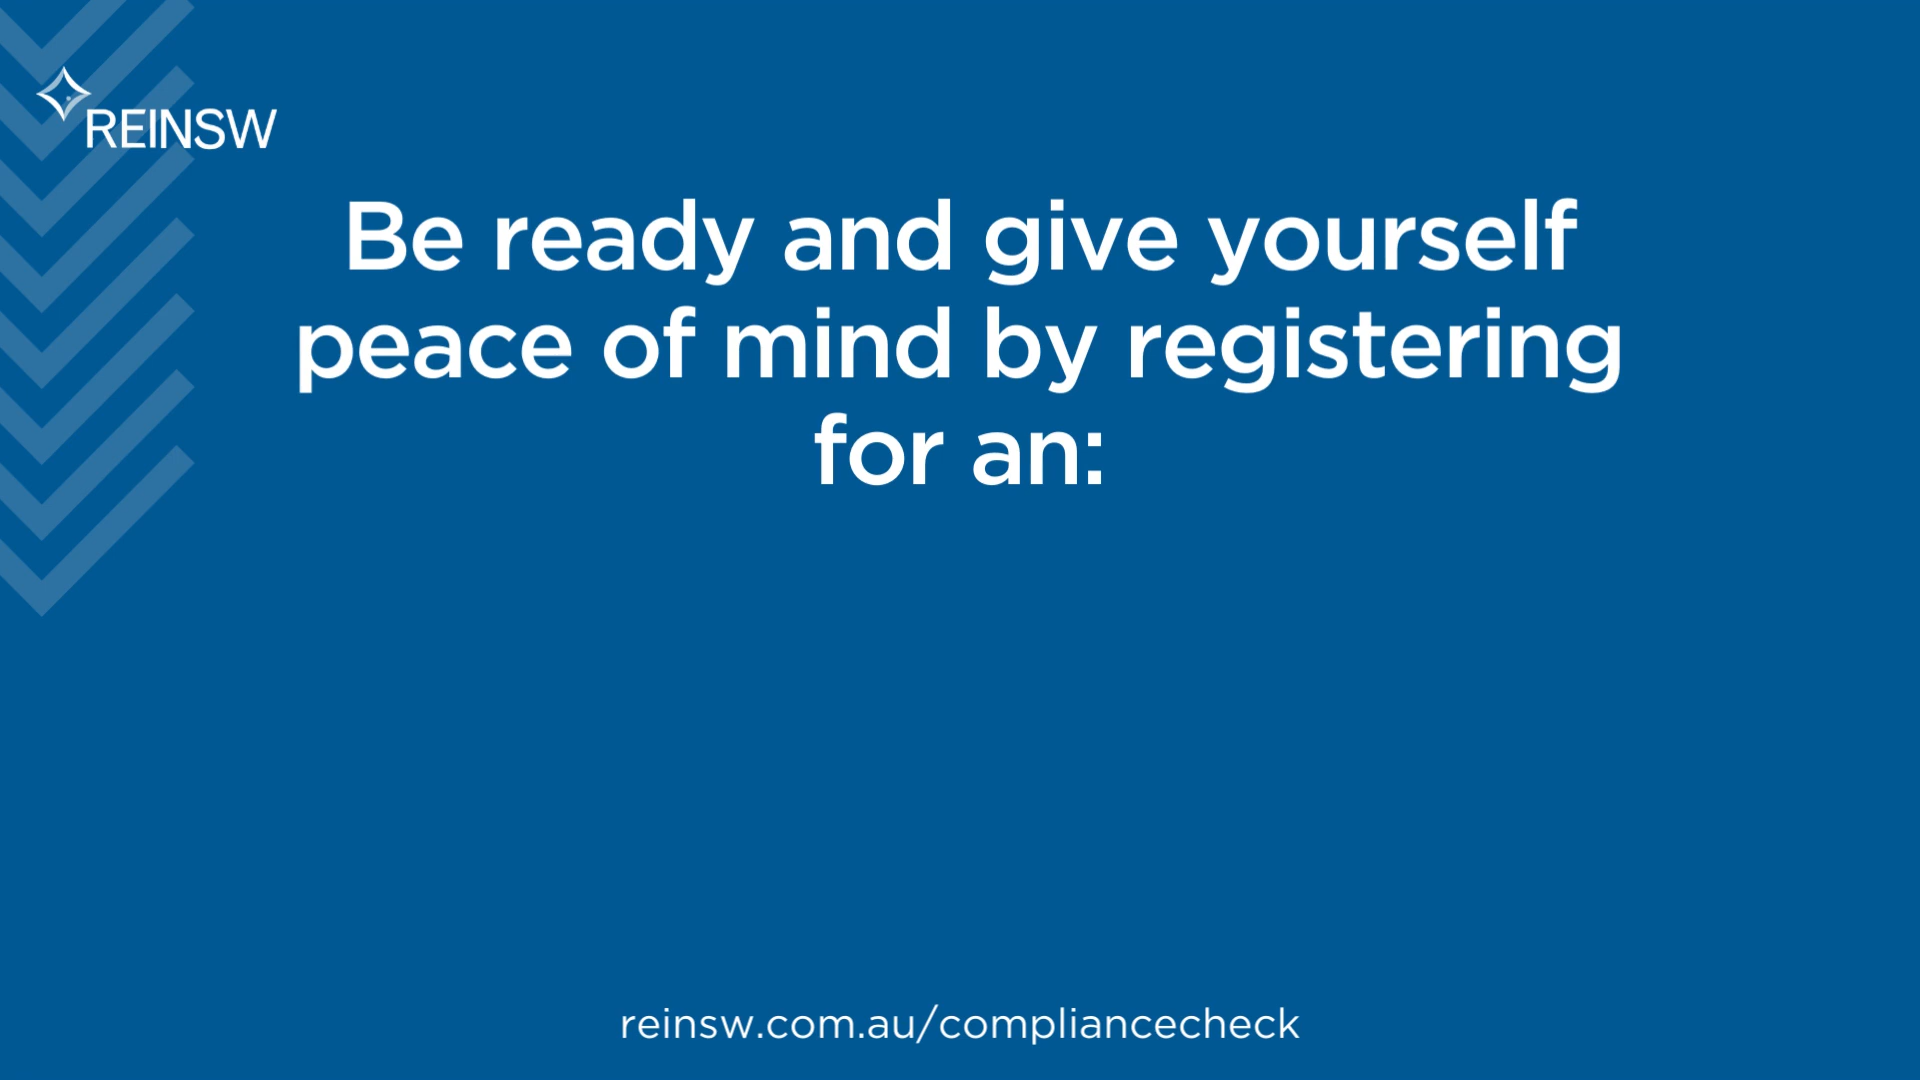 REINSW
Be ready and give yourself
peace of mind by registering
for an:
reinsw.com.au/compliancecheck